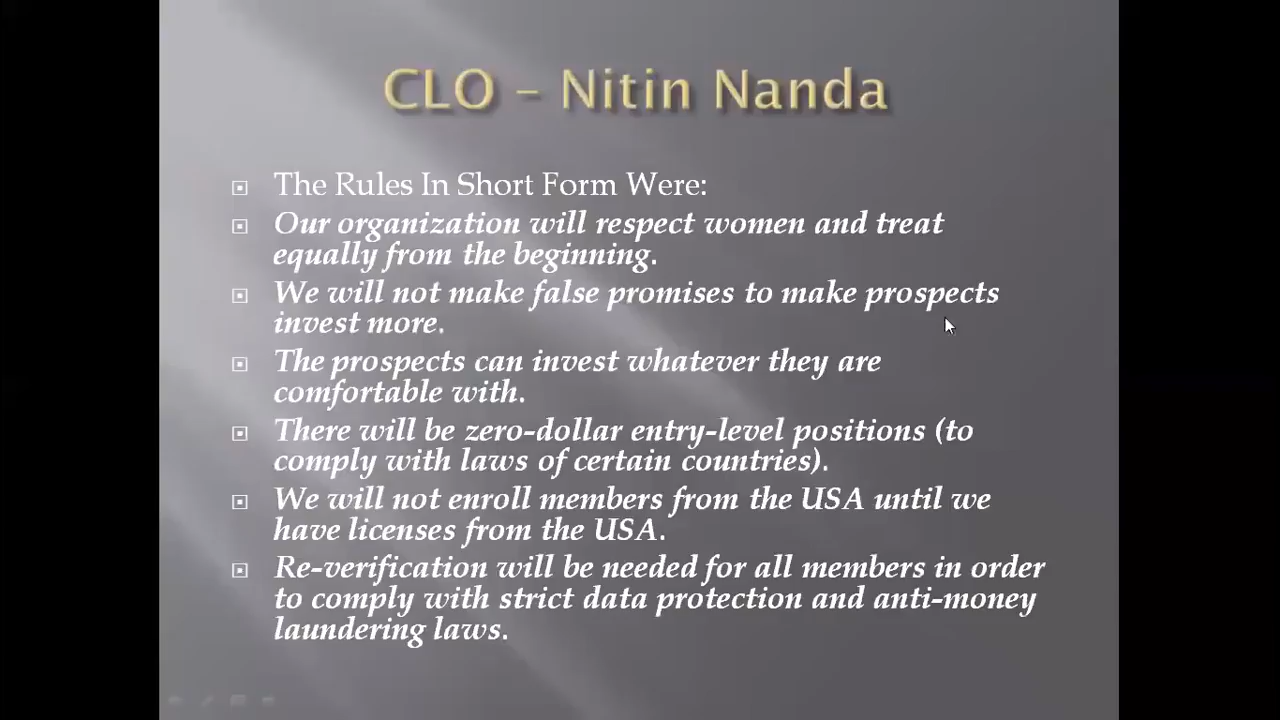 CLO – Nitin Nanda
The Rules In Short Form Were:
Our organization will respect women and treat
equally from the beginning.
We will not make false promises to make prospects
invest more.
The prospects can invest whatever they are
comfortable with.
There will be zero-dollar entry-level positions (to
comply with laws of certain countries).
We will not enroll members from the USA until we
have licenses from the USA.
Re-verification will be needed for all members in order
to comply with strict data protection and anti-money
laundering laws.